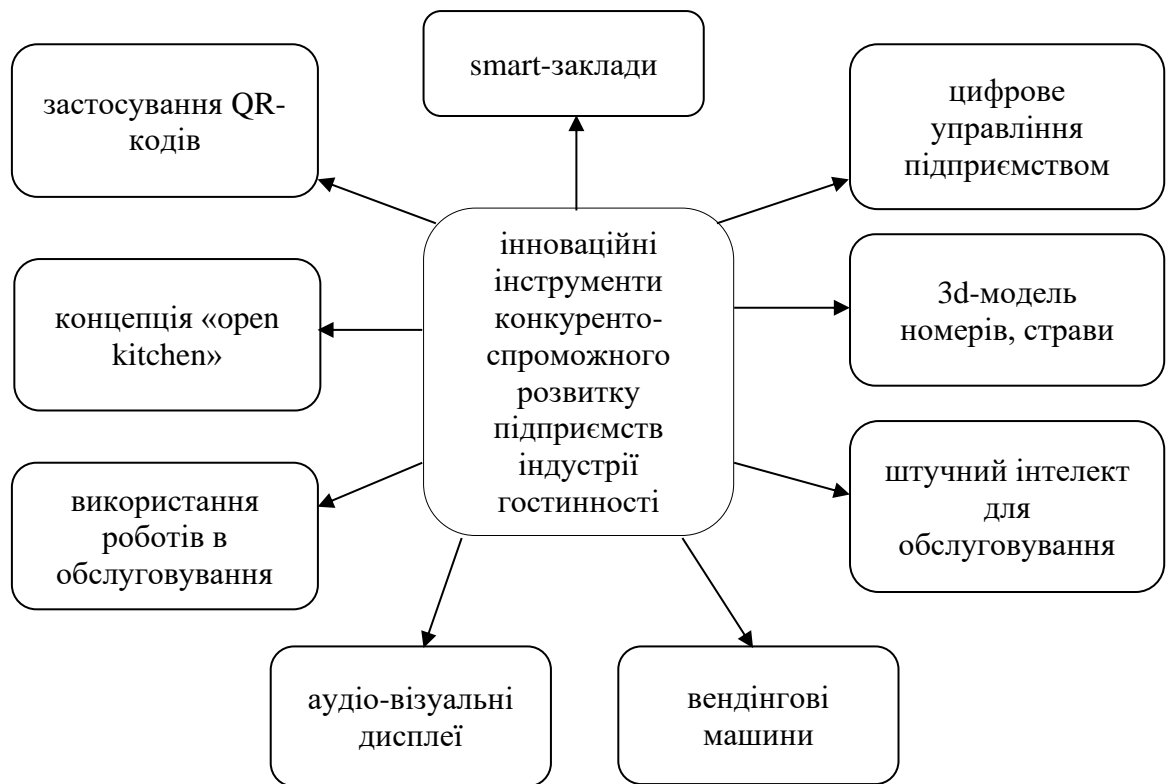 smart-заклади
застосування QR-
кодів
цифрове
управління
підприємством
інноваційні
інструменти
конкуренто-
спроможного
розвитку
підприємств
індустрії
гостинності
концепція «open
kitchen»
3d-модель
номерів, страви
використання
роботів в
обслуговування
штучний інтелект
для
обслуговування
аудіо-візуальні
дисплеї
вендінгові
машини